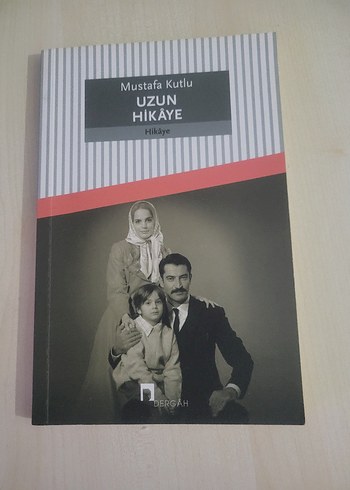 Mustafa Kutlu
UZUN
HİKÂYE
Hikâye
DERGÂH